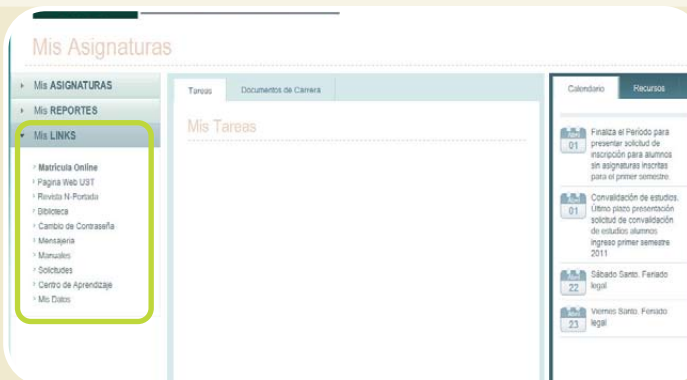 Mis Asignaturas
Mis ASIGNATURAS
Mis REPORTES
Mis LINKS
Matrícula Online
Pagina Web UST
Revista N-Portada
Biblioteca
Cambio de Contraseña
Mensajeria
Manuales
Solicitudes
Centro de Aprendizaje
Mis Datos
Tareas
Documentos de Carrera
Mis Tareas
Calendario
Recursos
01
Finaliza el Período para
presentar solicitud de
inscripción para alumnos
sin asignaturas inscritas
para el primer semestre.
01
Convalidación de estudios.
Último plazo presentación
solicitud de convalidación
de estudios alumnos
ingreso primer semestre
2011
22
Sábado Santo. Feriado
legal
23
Viernes Santo. Feriado
legal